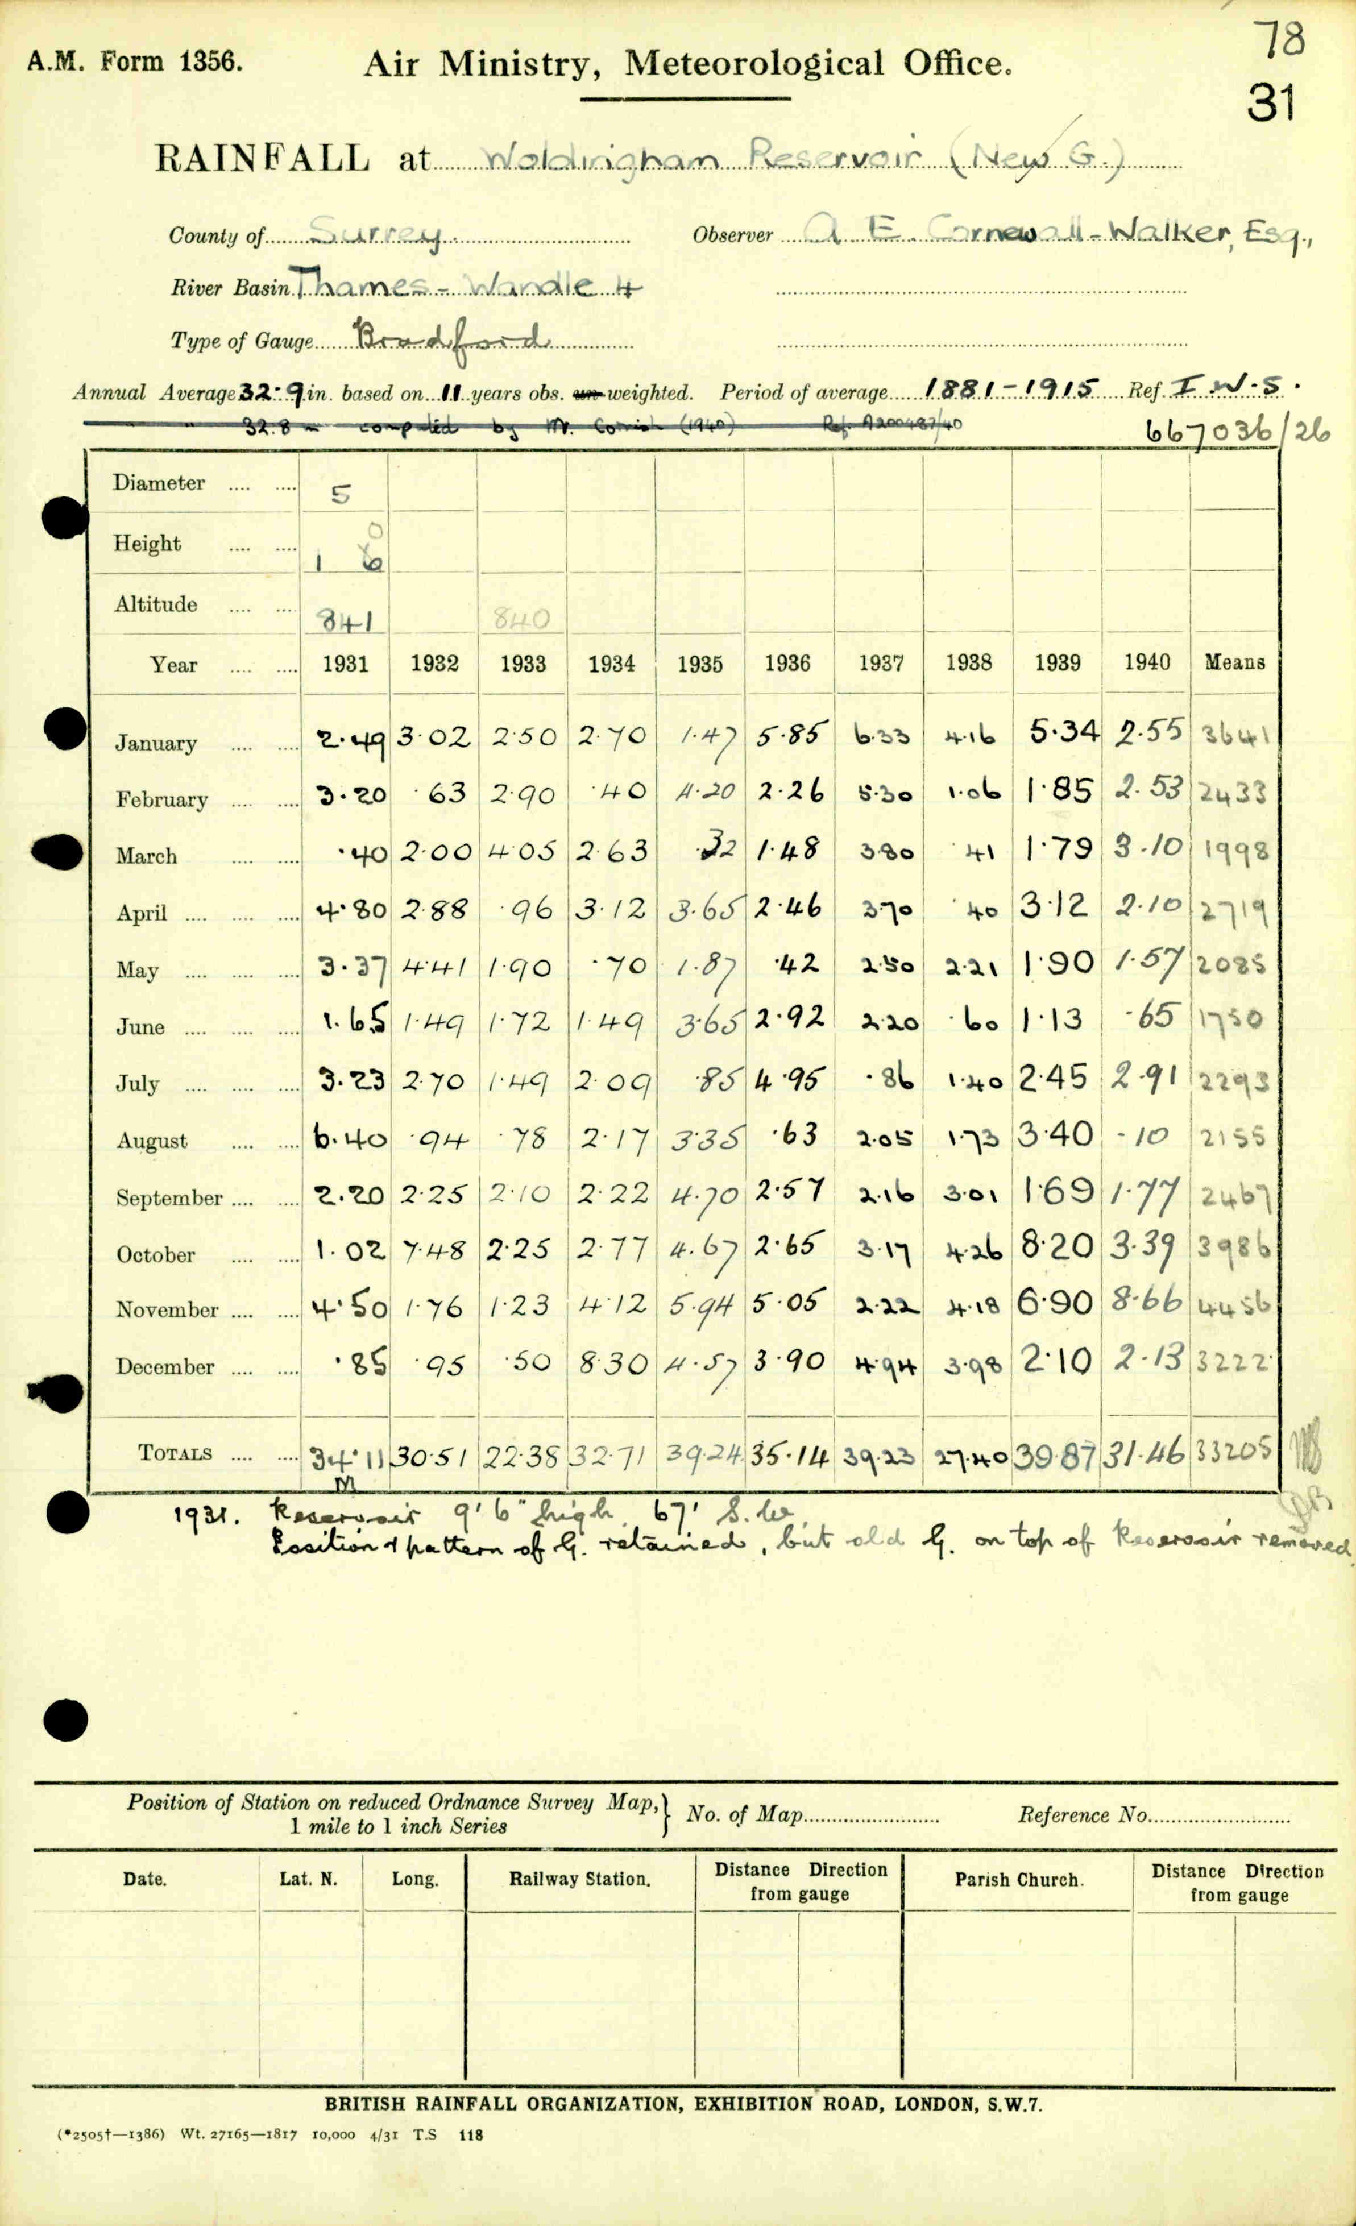 78
A.M. Form 1356. Air Ministry, Meteorological Office.
31
RAINFALL at Woldingham Reservoir (New G.)
County of Surrey Observer A E. Cornewall-Walker, Esq.,
River Basin Thames - Wandle 4
Type of Gauge Bradford
Annual Average 32.9 in. based on 11 years obs. un-weighted. Period of average 1881-1915 Ref. I.W.S.
" 32.8 in computed by Mr. Cornish (1940) Ref. A200487/40
667036/26
Diameter .... .... 5
Height .... .... 1 6 0
Altitude .... .... 841 840
Year .... .... 1931 1932 1933 1934 1935 1936 1937 1938 1939 1940 Means
January .... .... 2.49 3.02 2.50 2.70 1.47 5.85 6.33 4.16 5.34 2.55 3641
February .... .... 3.20 .63 2.90 .40 4.20 2.26 5.30 1.06 1.85 2.53 2433
March .... .... .40 2.00 4.05 2.63 .32 1.48 3.80 .41 1.79 3.10 1998
April .... .... .... 4.80 2.88 .96 3.12 3.65 2.46 3.70 .40 3.12 2.10 2719
May .... .... .... 3.37 4.41 1.90 .70 1.87 .42 2.50 2.21 1.90 1.57 2085
June .... .... .... 1.65 1.49 1.72 1.49 3.65 2.92 2.20 .60 1.13 .65 1750
July .... .... .... 3.23 2.70 1.49 2.09 .85 4.95 .86 1.40 2.45 2.91 2293
August .... .... 6.40 .94 .78 2.17 3.35 .63 2.05 1.73 3.40 .10 2155
September .... .... 2.20 2.25 2.10 2.22 4.70 2.57 2.16 3.01 1.69 1.77 2467
October .... .... 1.02 7.48 2.25 2.77 4.67 2.65 3.17 4.26 8.20 3.39 3986
November .... .... 4.50 1.76 1.23 4.12 5.94 5.05 2.22 4.18 6.90 8.66 4456
December .... .... .85 .95 .50 8.30 4.57 3.90 4.94 3.98 2.10 2.13 3222
TOTALS .... .... 34.11 30.51 22.38 32.71 39.24 35.14 39.23 27.40 39.87 31.46 33205
M
1931. Reservoir 9' 6" high 67' S.W.
Position & pattern of G. retained, but old G. on top of Reservoir removed
Position of Station on reduced Ordnance Survey Map, } No. of Map Reference No.
1 mile to 1 inch Series
Date. Lat. N. Long. Railway Station. Distance Direction from gauge Parish Church. Distance Direction from gauge
BRITISH RAINFALL ORGANIZATION, EXHIBITION ROAD, LONDON, S.W.7.
(*2505†—1386) Wt. 27165—1817 10,000 4/31 T.S 118